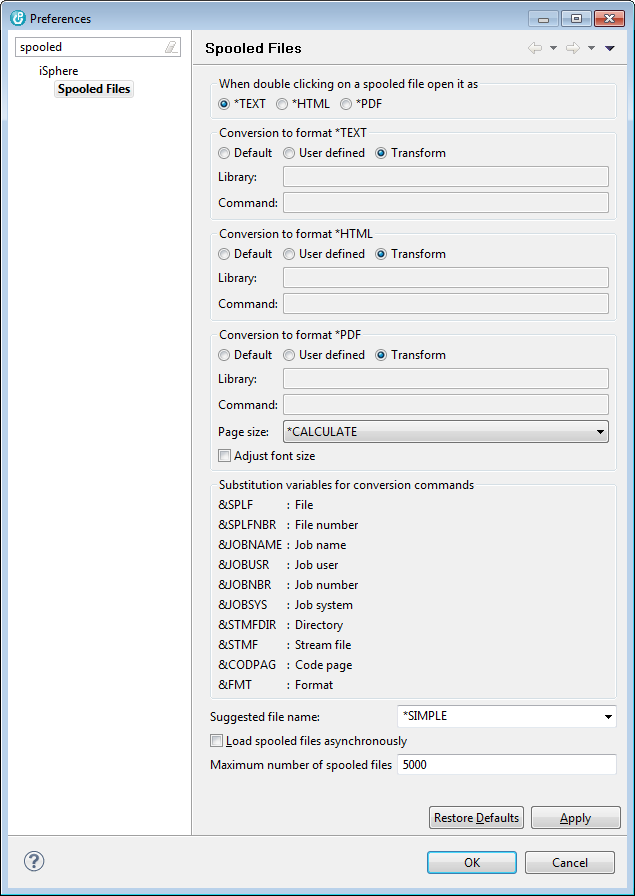 Preferences
spooled
iSphere
Spooled Files
Spooled Files
When double clicking on a spooled file open it as
*TEXT *HTML *PDF
Conversion to format *TEXT
Default User defined Transform
Library:
Command:
Conversion to format *HTML
Default User defined Transform
Library:
Command:
Conversion to format *PDF
Default User defined Transform
Library:
Command:
Page size: *CALCULATE
Adjust font size
Substitution variables for conversion commands
&SPLF : File
&SPLFNBR : File number
&JOBNAME : Job name
&JOBUSR : Job user
&JOBNBR : Job number
&JOBSYS : Job system
&STMFDIR : Directory
&STMF : Stream file
&CODPAG : Code page
&FMT : Format
Suggested file name: *SIMPLE
Load spooled files asynchronously
Maximum number of spooled files 5000
Restore Defaults Apply
? OK Cancel